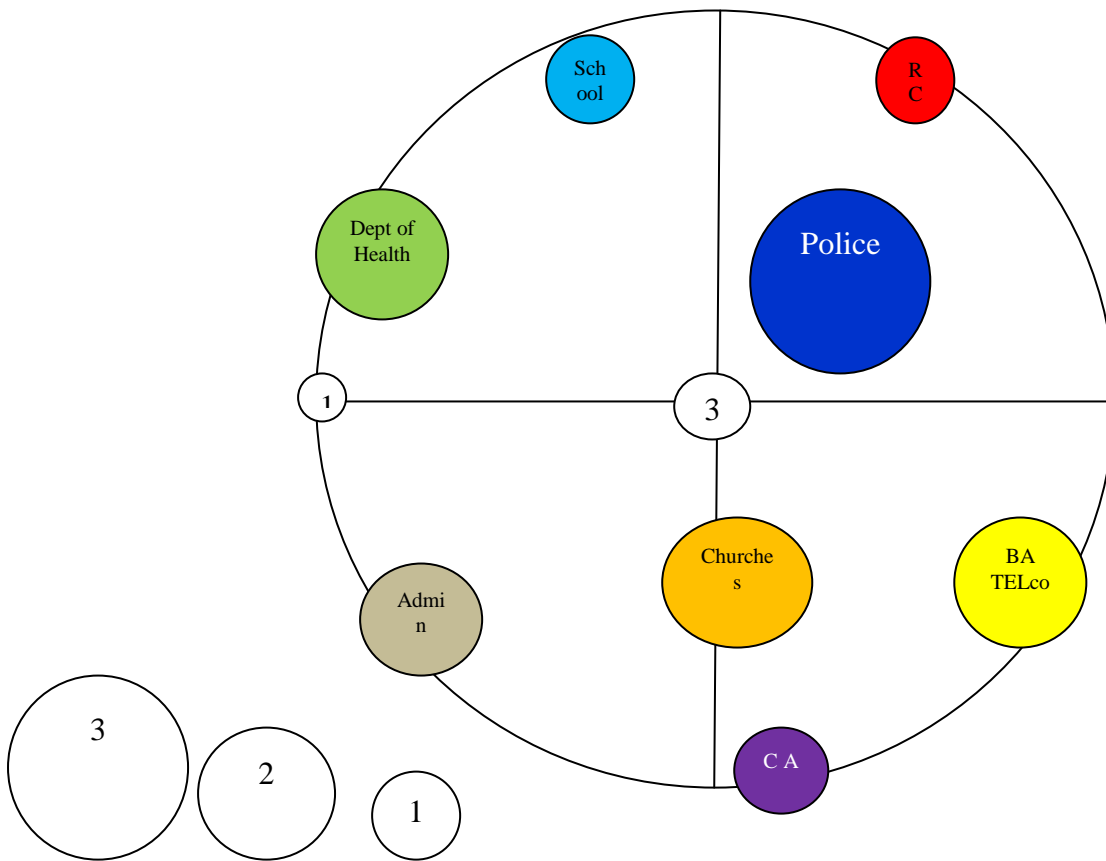 Sch
ool
R
C
Dept of
Health
Police
1
3
Churche
s
BA
TELco
Admi
n
C A
3
2
1